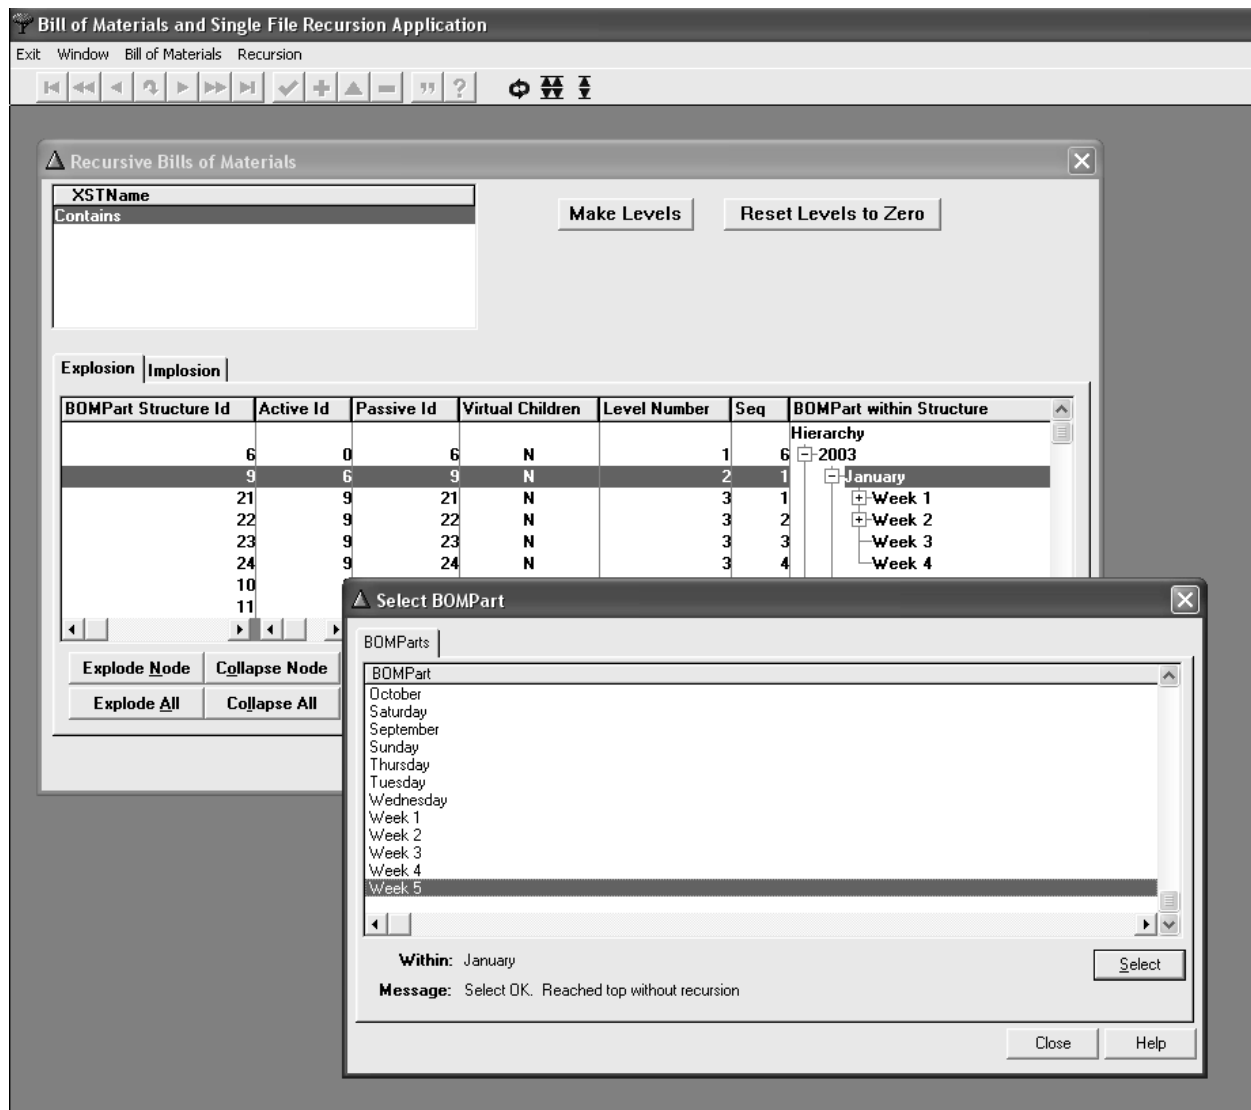 Bill of Materials and Single File Recursion Application
Exit Window Bill of Materials Recursion
Recursive Bills of Materials
XSTName
Contains
Make Levels Reset Levels to Zero
Explosion Implosion
BOMPart Structure Id Active Id Passive Id Virtual Children Level Number Seq BOMPart within Structure
Hierarchy
6 0 6 N 1 6 2003
9 6 9 N 2 1 January
21 9 21 N 3 1 Week 1
22 9 22 N 3 2 Week 2
23 9 23 N 3 3 Week 3
24 9 24 N 3 4 Week 4
10
11
Explode Node Collapse Node
Explode All Collapse All
Select BOMPart
BOMParts
BOMPart
October
Saturday
September
Sunday
Thursday
Tuesday
Wednesday
Week 1
Week 2
Week 3
Week 4
Week 5
Within: January
Select
Message: Select OK. Reached top without recursion
Close Help